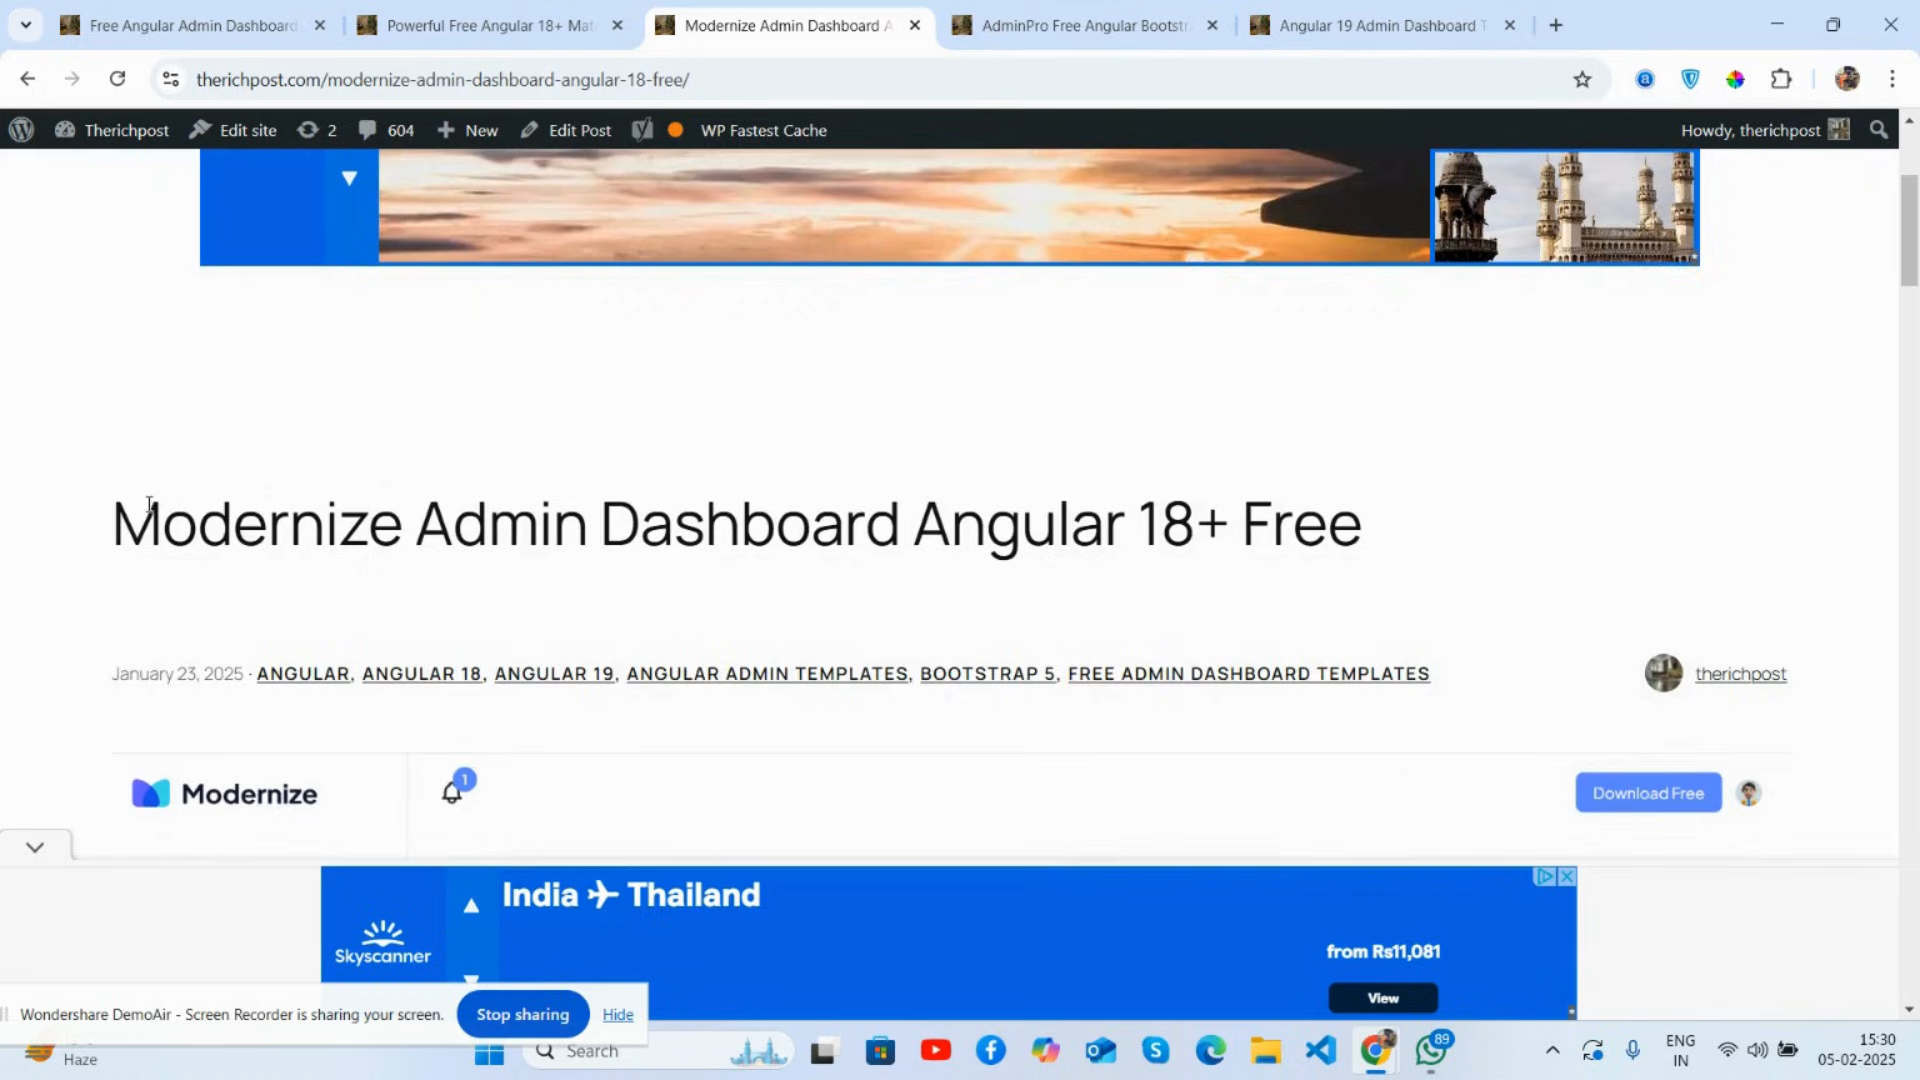 Free Angular Admin Dashboard
Powerful Free Angular 18+ Mat
Modernize Admin Dashboard A
AdminPro Free Angular Bootstr
Angular 19 Admin Dashboard T
therichpost.com/modernize-admin-dashboard-angular-18-free/
Therichpost
Edit site
2
604
New
Edit Post
WP Fastest Cache
Howdy, therichpost
Modernize Admin Dashboard Angular 18+ Free
January 23, 2025 · ANGULAR, ANGULAR 18, ANGULAR 19, ANGULAR ADMIN TEMPLATES, BOOTSTRAP 5, FREE ADMIN DASHBOARD TEMPLATES
therichpost
Modernize
1
Download Free
India Thailand
Skyscanner
from Rs11,081
View
Wondershare DemoAir - Screen Recorder is sharing your screen.
Stop sharing
Hide
Haze
Search
89
ENG
IN
15:30
05-02-2025